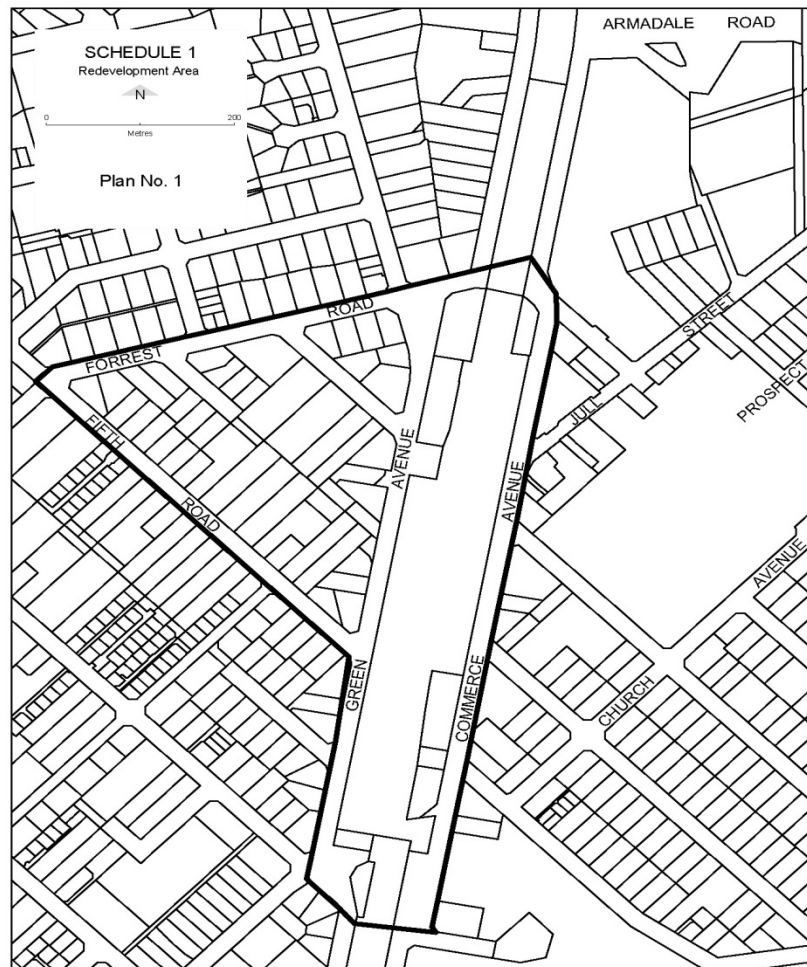 ARMADALE ROAD
SCHEDULE 1
Redevelopment Area
N
0 200
Metres
Plan No. 1
FORREST ROAD
FIFTH ROAD
GREEN AVENUE
COMMERCE AVENUE
JULL STREET
PROSPECT
CHURCH AVENUE